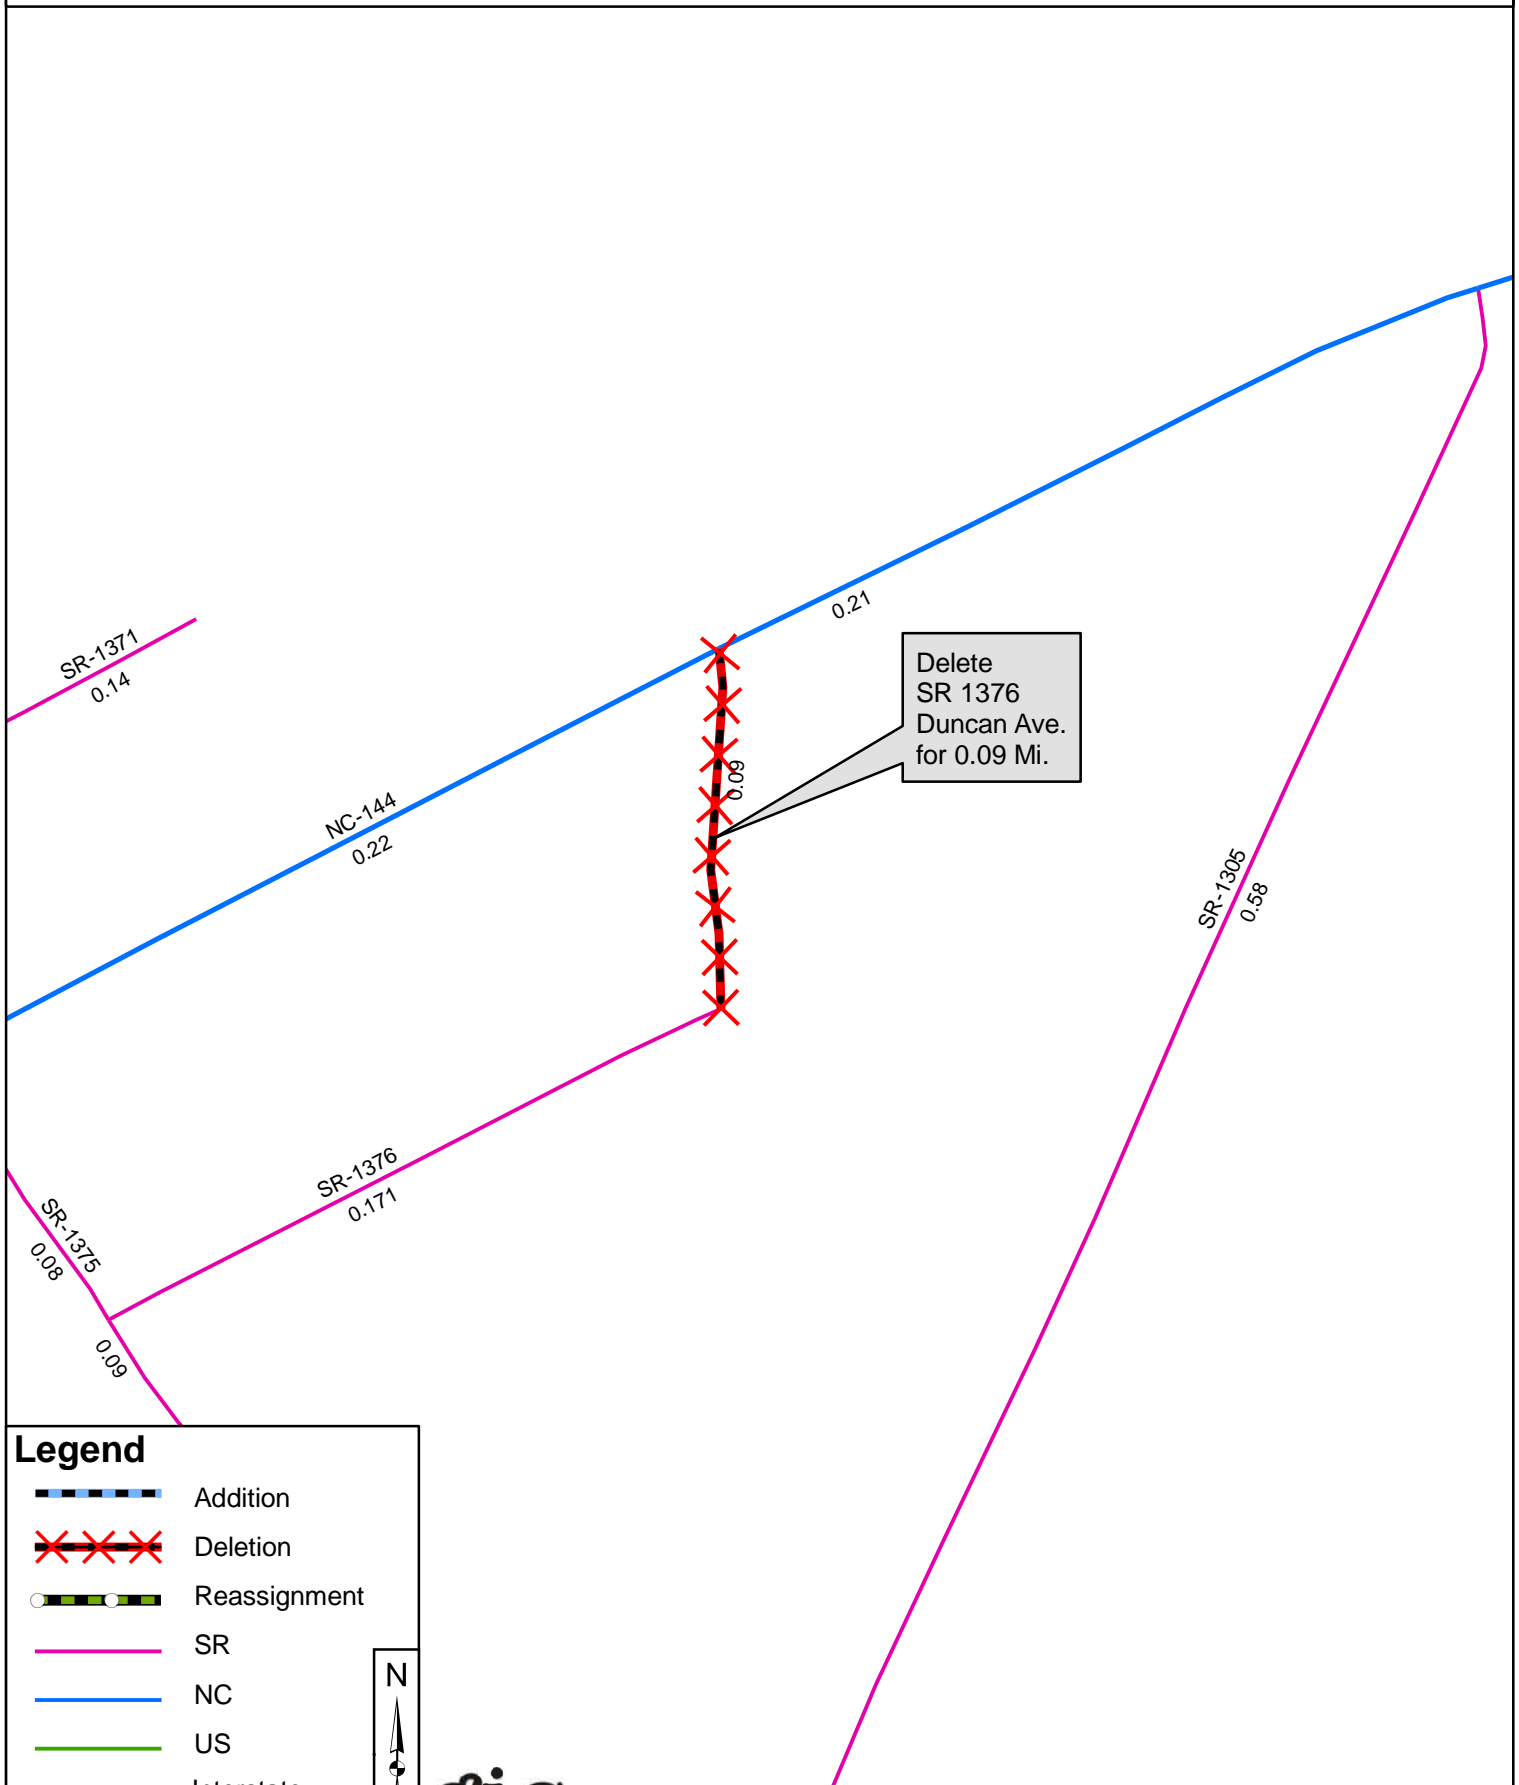 0.21
SR-1371
0.14
Delete
SR 1376
Duncan Ave.
for 0.09 Mi.
0.09
NC-144
0.22
SR-1305
0.58
SR-1376
0.171
SR-1375
0.08
0.09
Legend
Addition
Deletion
Reassignment
SR
N
NC
US
Interstate